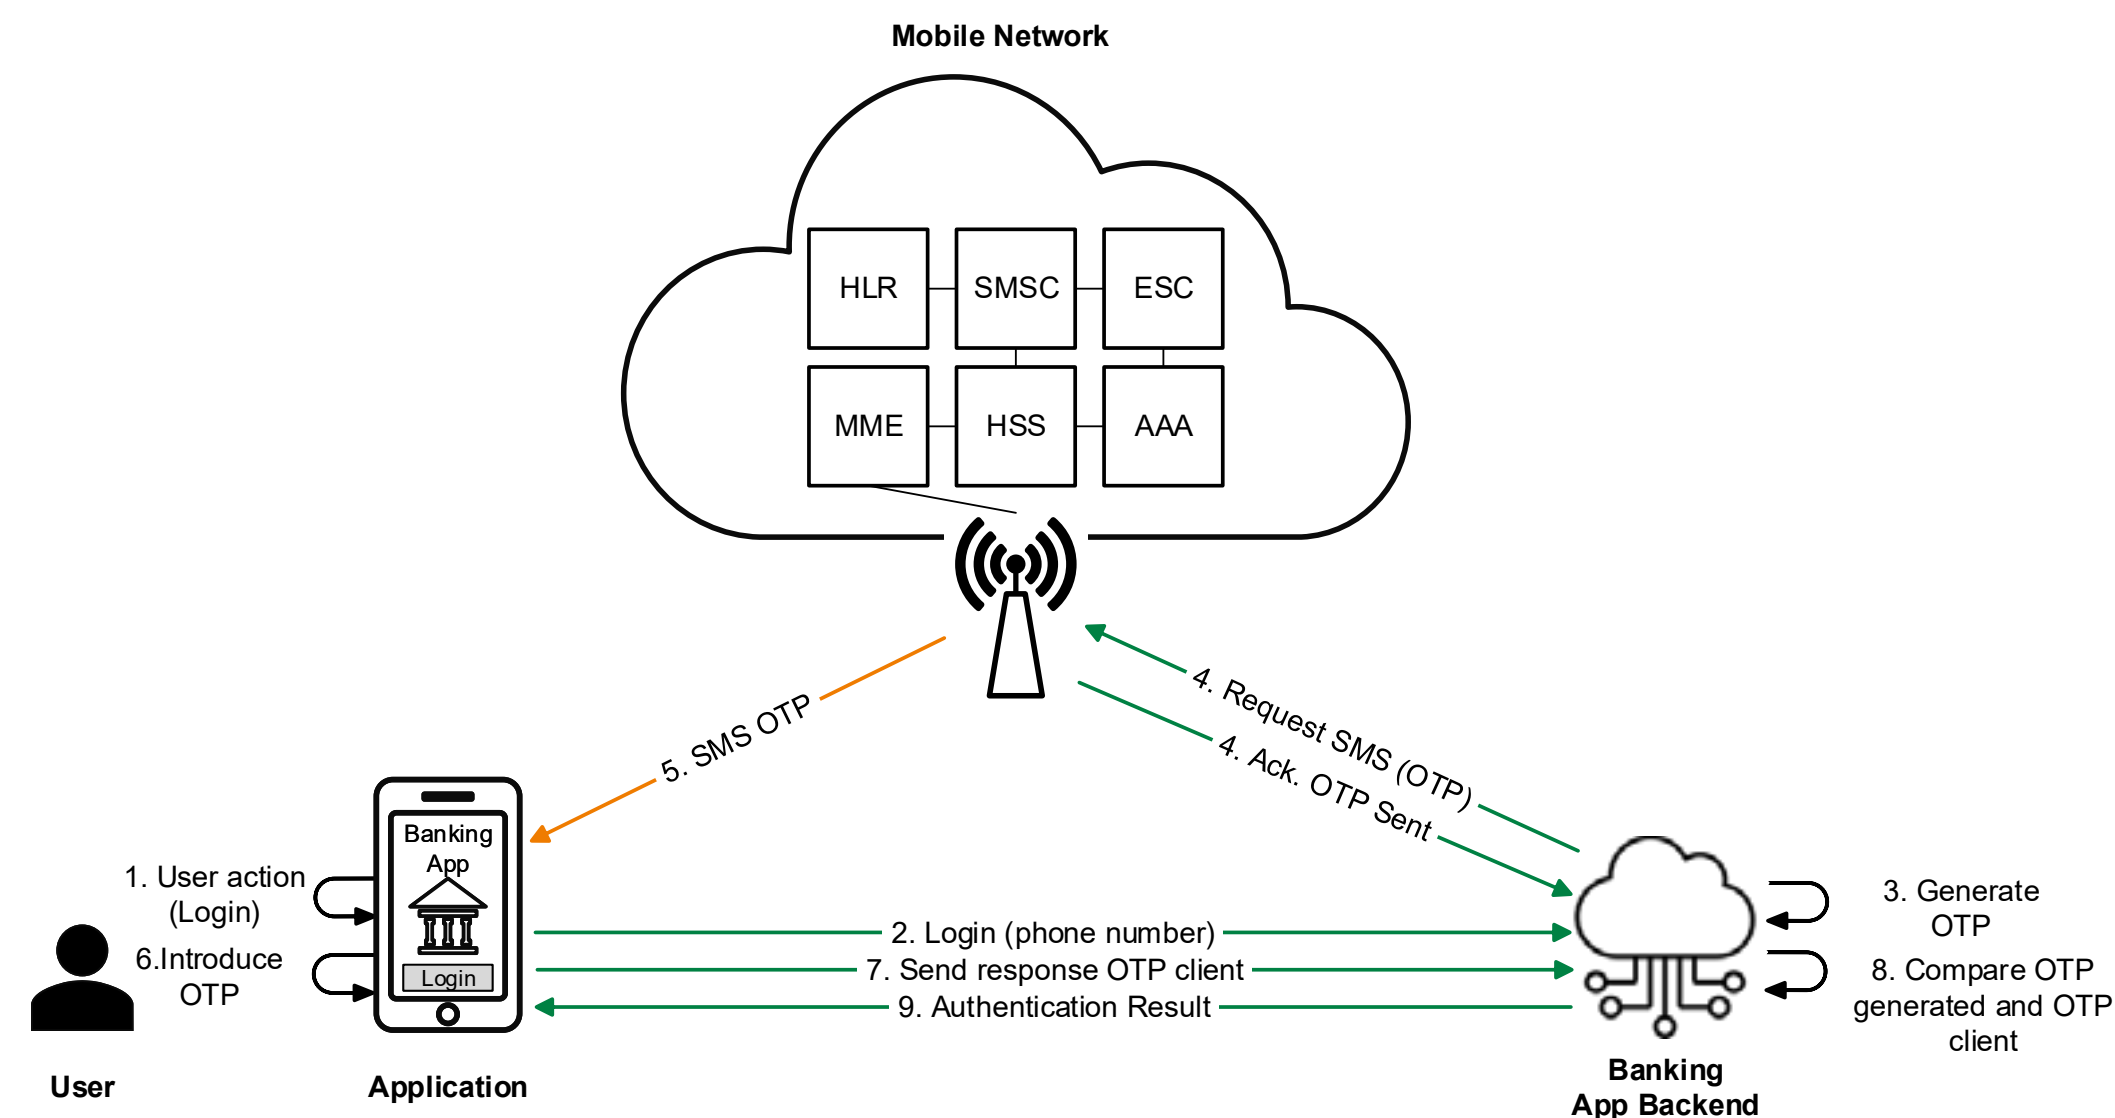 Mobile Network
HLR
SMSC
ESC
MME
HSS
AAA
4. Request SMS (OTP)
4. Ack. OTP Sent
5. SMS OTP
Banking
App
Login
1. User action
(Login)
6.Introduce
OTP
2. Login (phone number)
7. Send response OTP client
9. Authentication Result
3. Generate
OTP
8. Compare OTP
generated and OTP
client
User
Application
Banking
App Backend